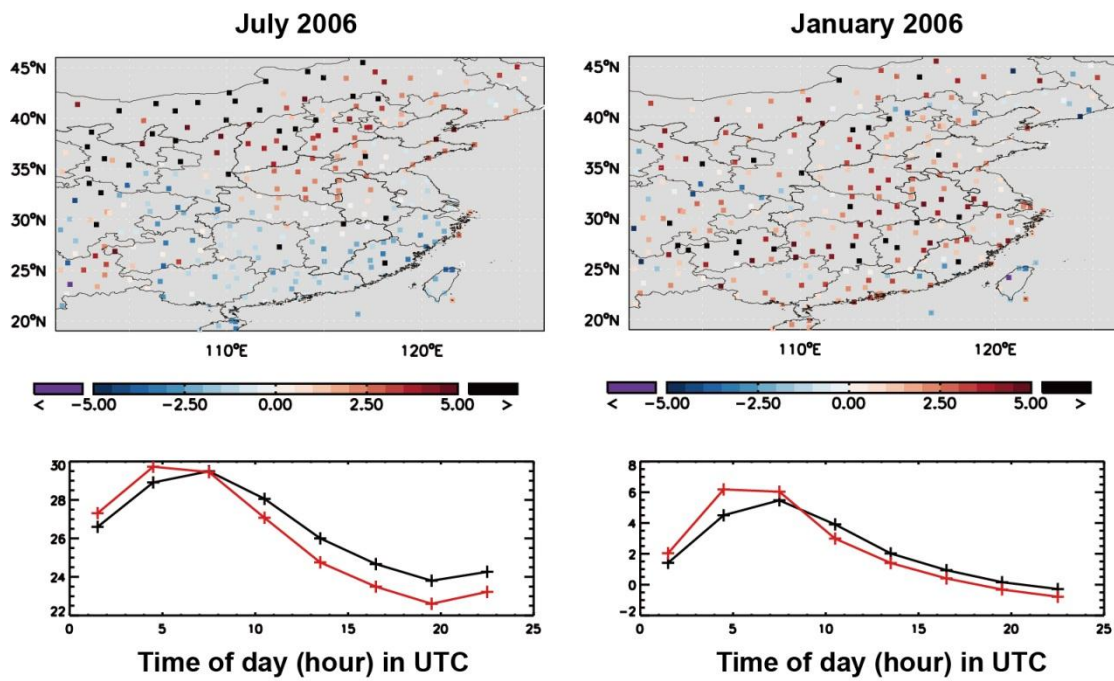 July 2006
January 2006
45°N
40°N
35°N
30°N
25°N
20°N
110°E
120°E
45°N
40°N
35°N
30°N
25°N
20°N
110°E
120°E
< -5.00 -2.50 0.00 2.50 5.00 >
< -5.00 -2.50 0.00 2.50 5.00 >
30
28
26
24
22
0 5 10 15 20 25
Time of day (hour) in UTC
8
6
4
2
0
-2
0 5 10 15 20 25
Time of day (hour) in UTC